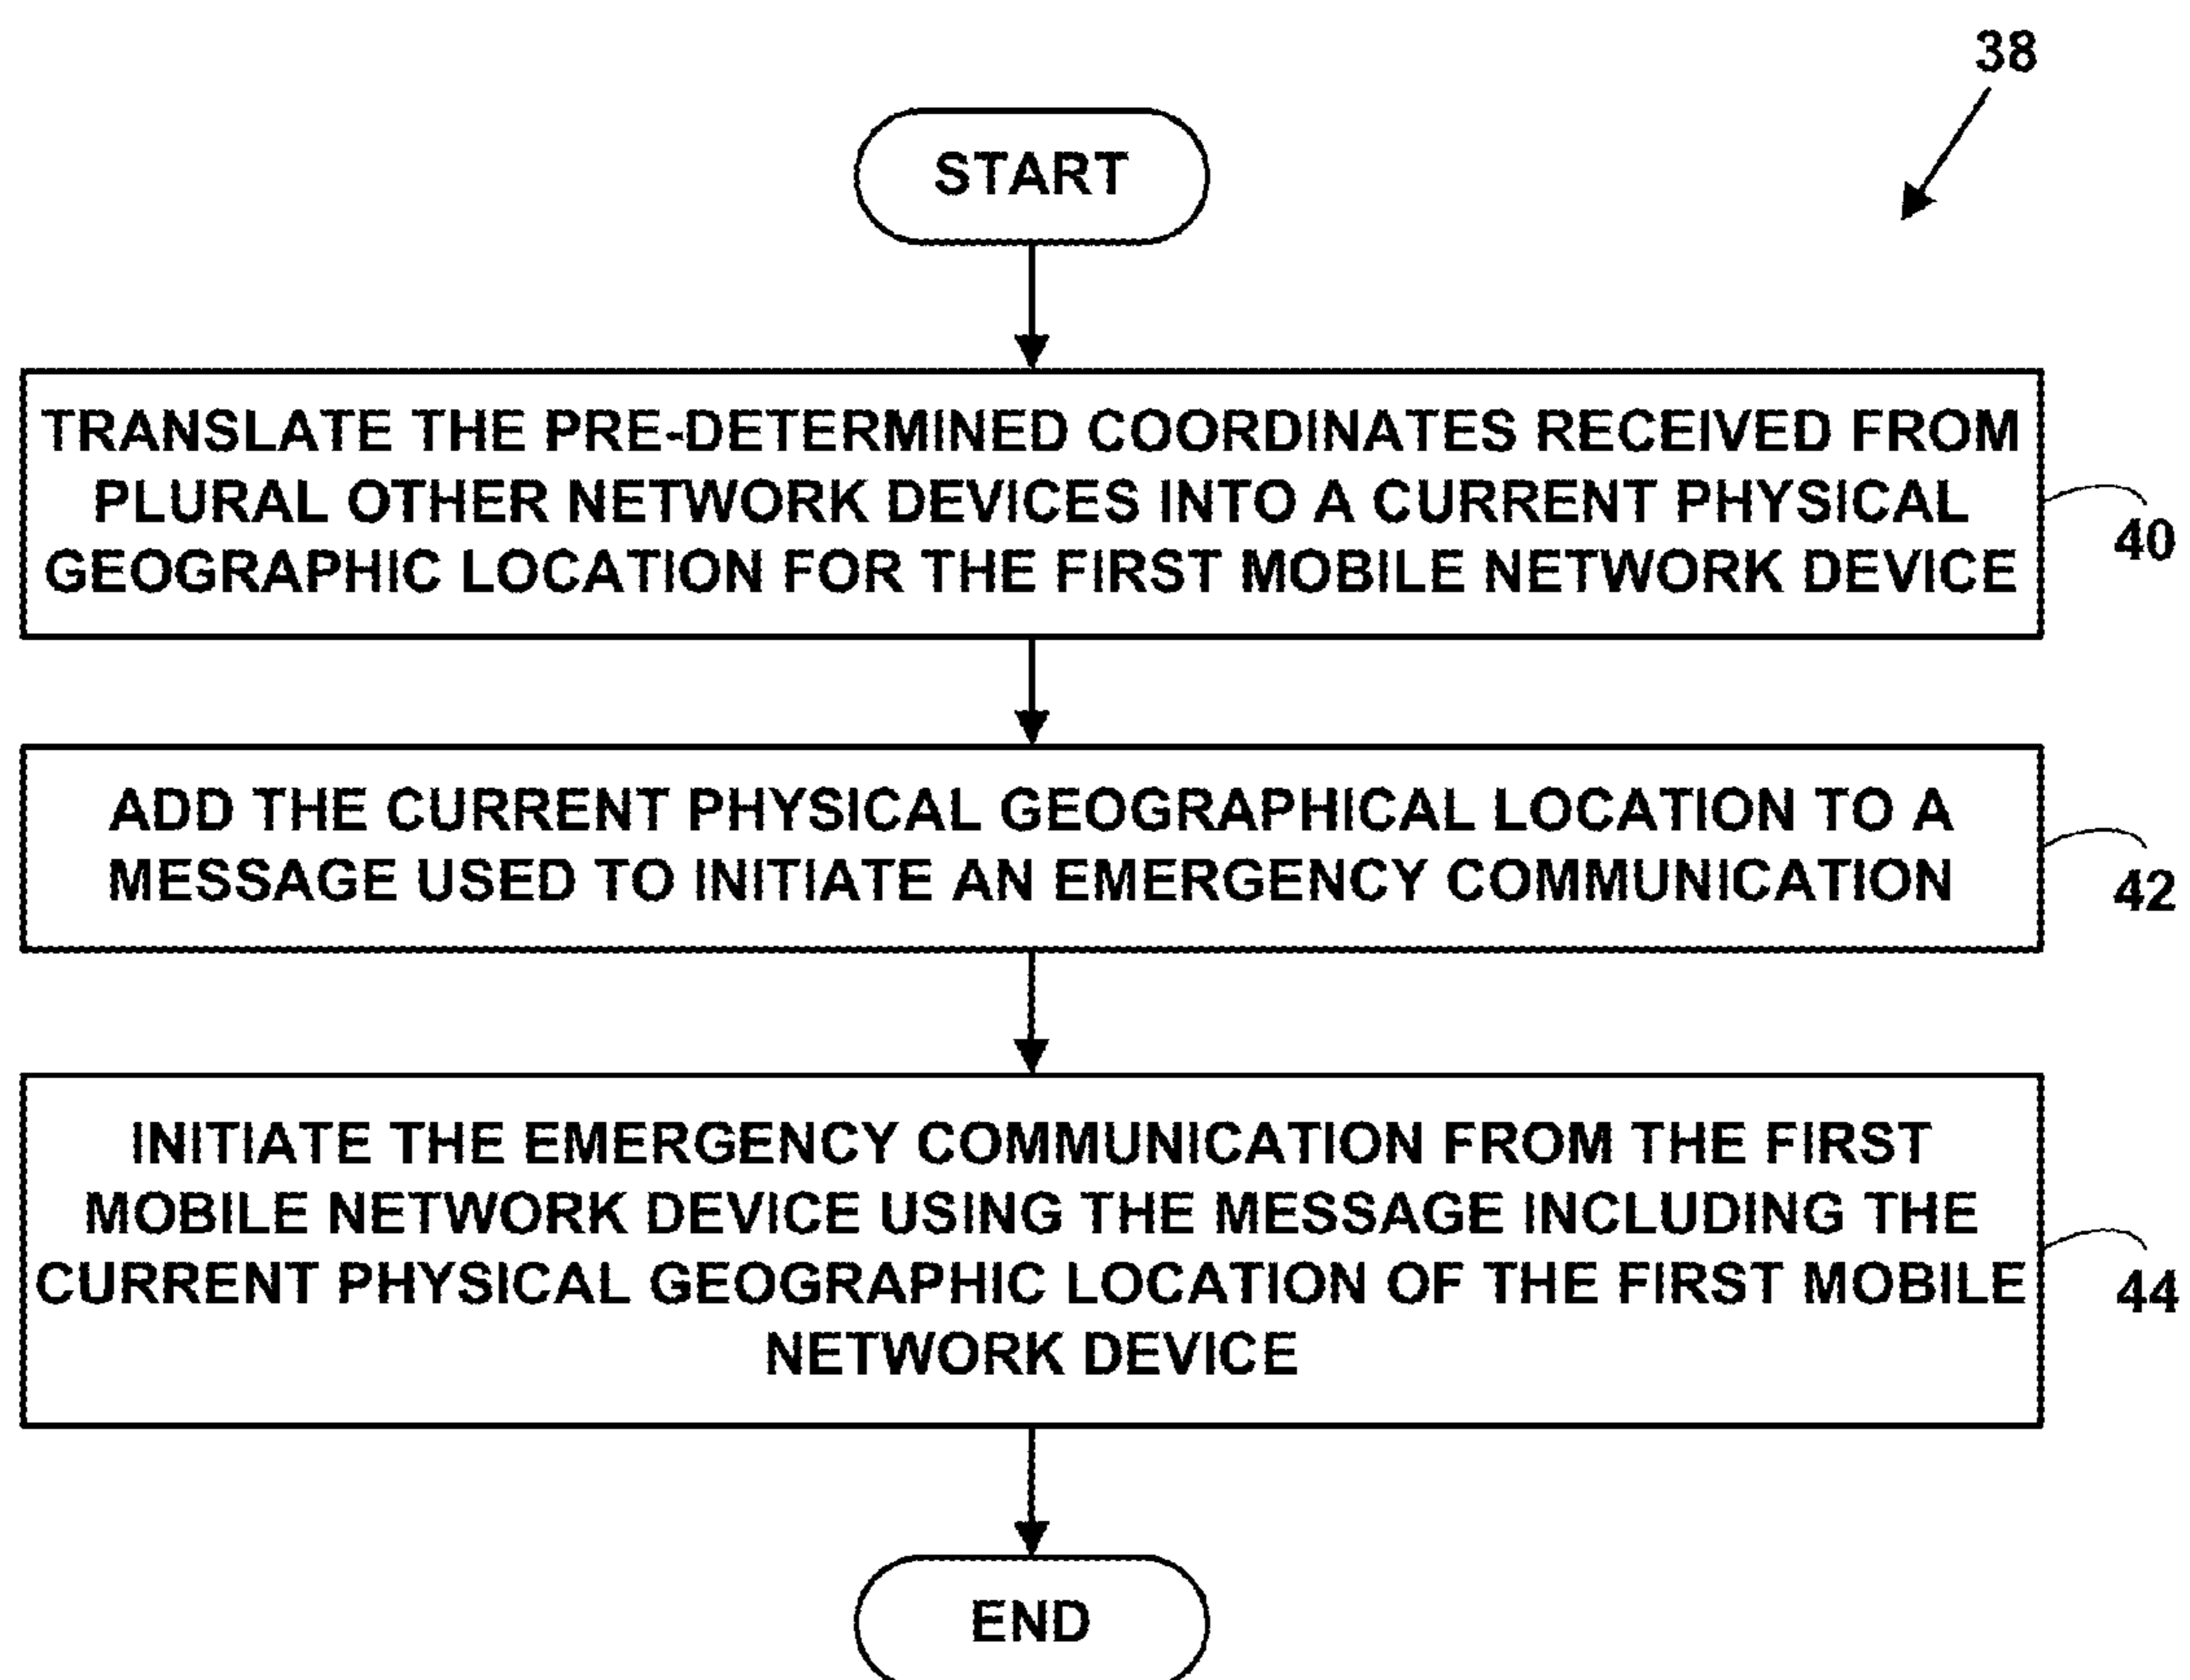 38
START
TRANSLATE THE PRE-DETERMINED COORDINATES RECEIVED FROM
PLURAL OTHER NETWORK DEVICES INTO A CURRENT PHYSICAL
GEOGRAPHIC LOCATION FOR THE FIRST MOBILE NETWORK DEVICE
40
ADD THE CURRENT PHYSICAL GEOGRAPHICAL LOCATION TO A
MESSAGE USED TO INITIATE AN EMERGENCY COMMUNICATION
42
INITIATE THE EMERGENCY COMMUNICATION FROM THE FIRST
MOBILE NETWORK DEVICE USING THE MESSAGE INCLUDING THE
CURRENT PHYSICAL GEOGRAPHIC LOCATION OF THE FIRST MOBILE
NETWORK DEVICE
44
END